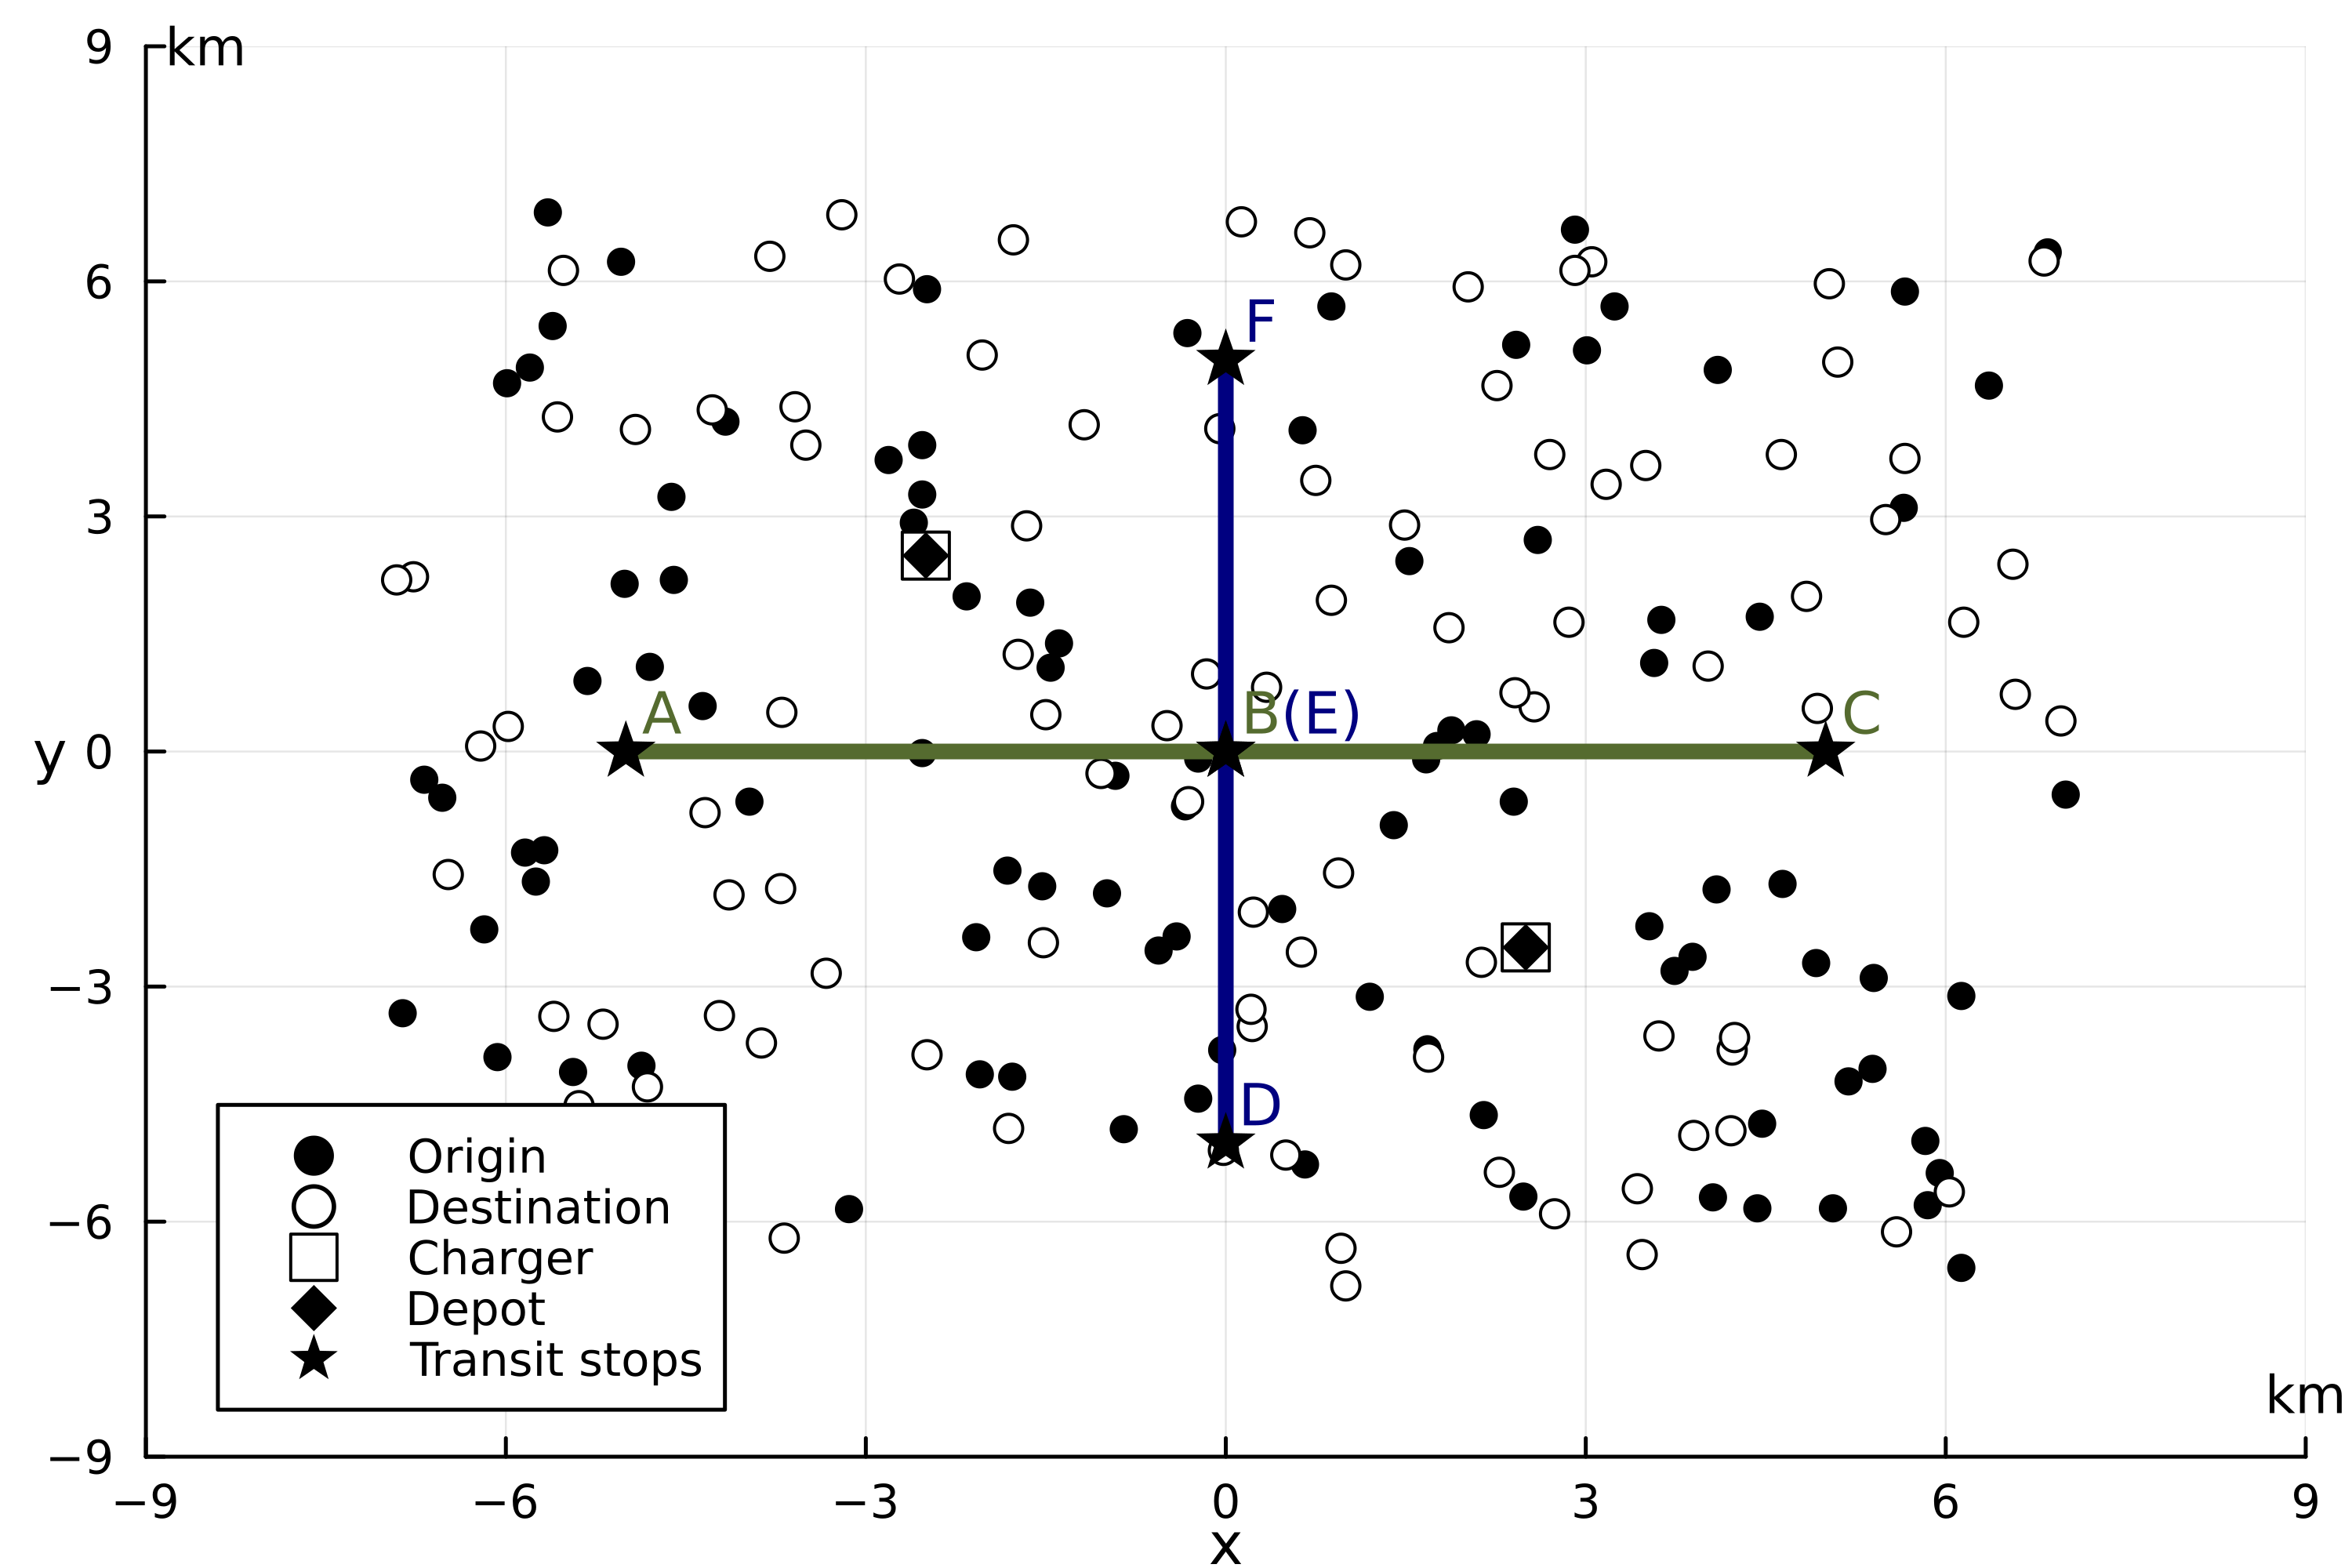 9 km
6
3
y 0
−3
−6
−9
F
A
B(E)
C
D
Origin
Destination
Charger
Depot
Transit stops
km
−9 −6 −3 0 3 6 9
x